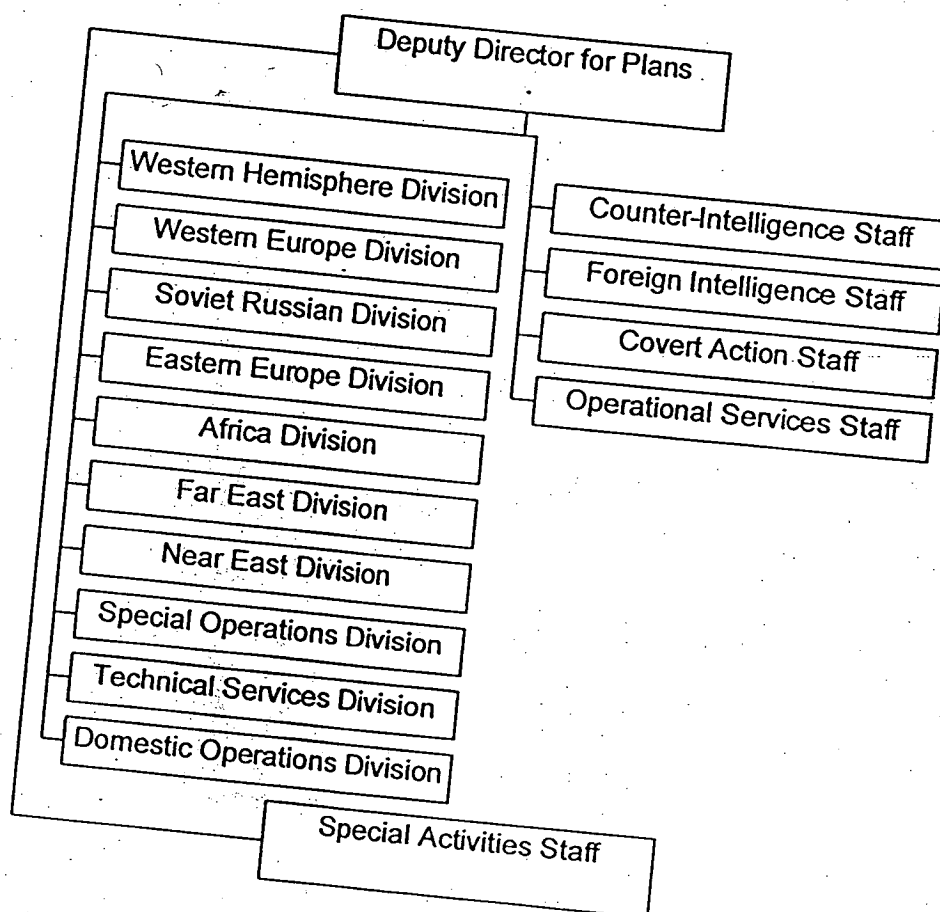 Deputy Director for Plans
Western Hemisphere Division
Western Europe Division
Soviet Russian Division
Eastern Europe Division
Africa Division
Far East Division
Near East Division
Special Operations Division
Technical Services Division
Domestic Operations Division
Counter-Intelligence Staff
Foreign Intelligence Staff
Covert Action Staff
Operational Services Staff
Special Activities Staff